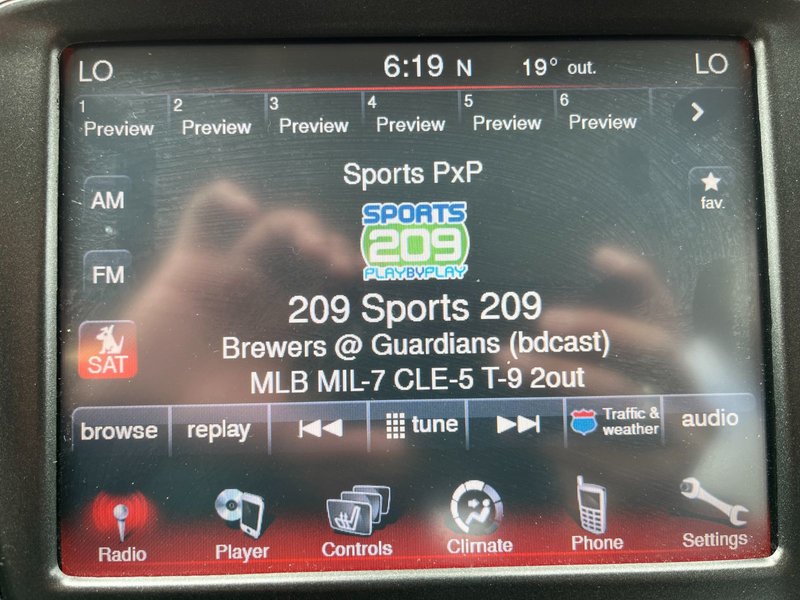 LO 6:19 N 19° out. LO
1 2 3 4 5 6
Preview Preview Preview Preview Preview Preview
Sports PxP
AM
fav.
SPORTS
209
PLAYBYPLAY
FM
209 Sports 209
Brewers @ Guardians (bdcast)
SAT
MLB MIL-7 CLE-5 T-9 2out
browse replay tune Traffic & weather audio
Radio Player Controls Climate Phone Settings